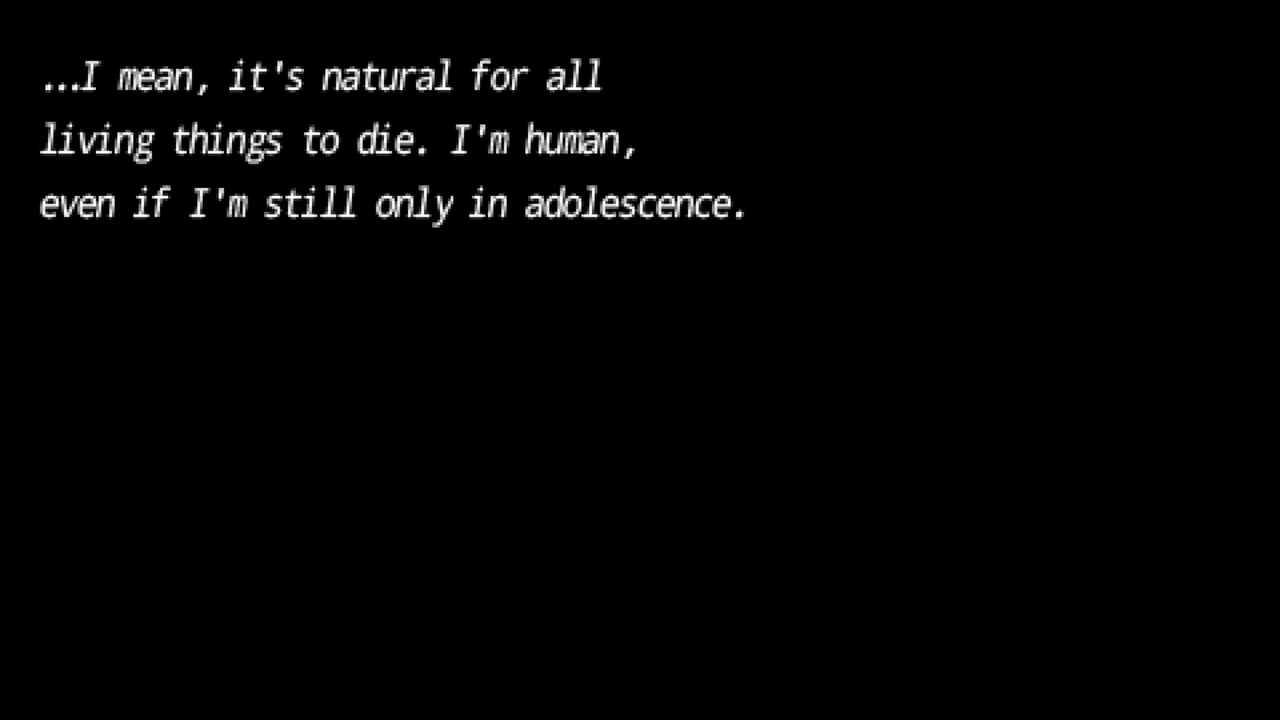 ...I mean, it's natural for all
living things to die. I'm human,
even if I'm still only in adolescence.